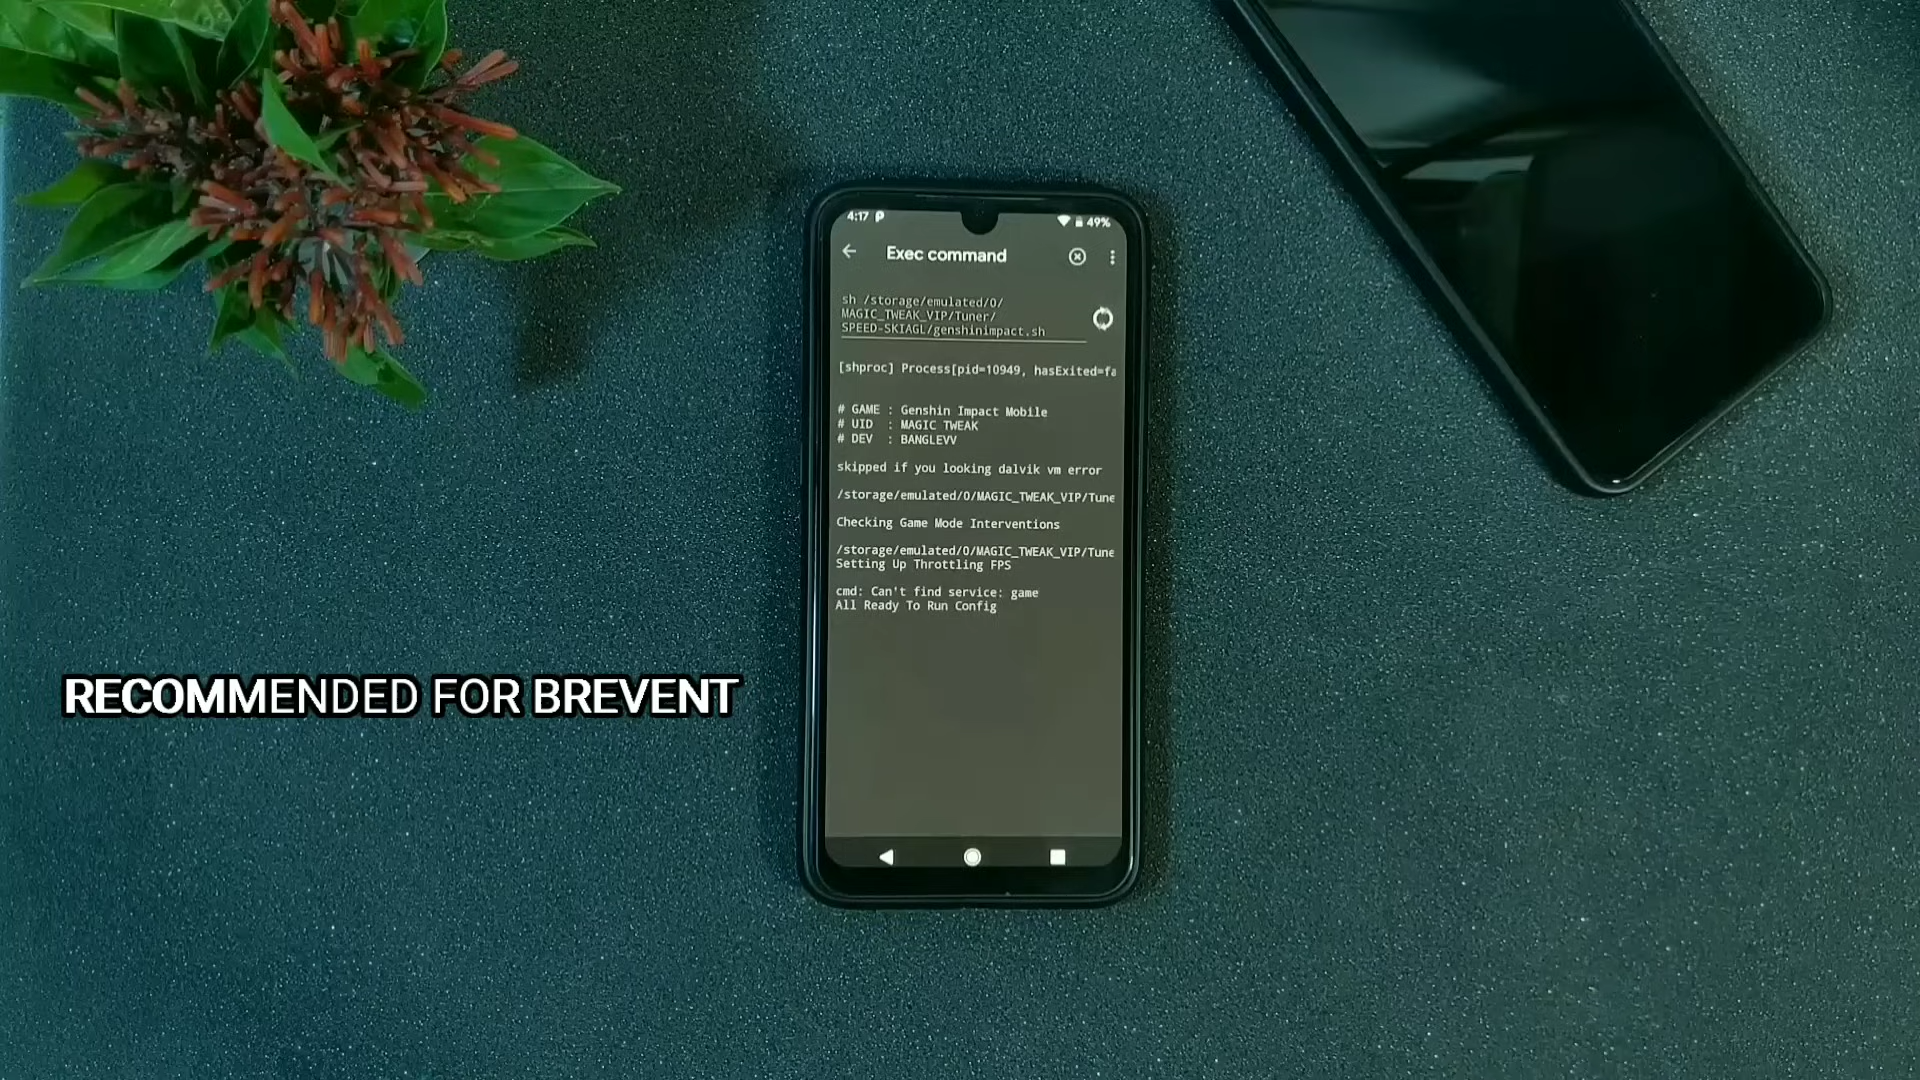 4:17 P 49%
Exec command
sh /storage/emulated/0/
MAGIC_TWEAK_VIP/Tuner/
SPEED-SKIAGL/genshinimpact.sh
[shproc] Process[pid=10949, hasExited=fa
# GAME : Genshin Impact Mobile
# UID : MAGIC TWEAK
# DEV : BANGLEVV
skipped if you looking dalvik vm error
/storage/emulated/0/MAGIC_TWEAK_VIP/Tune
Checking Game Mode Interventions
/storage/emulated/0/MAGIC_TWEAK_VIP/Tune
Setting Up Throttling FPS
cmd: Can't find service: game
All Ready To Run Config
RECOMMENDED FOR BREVENT